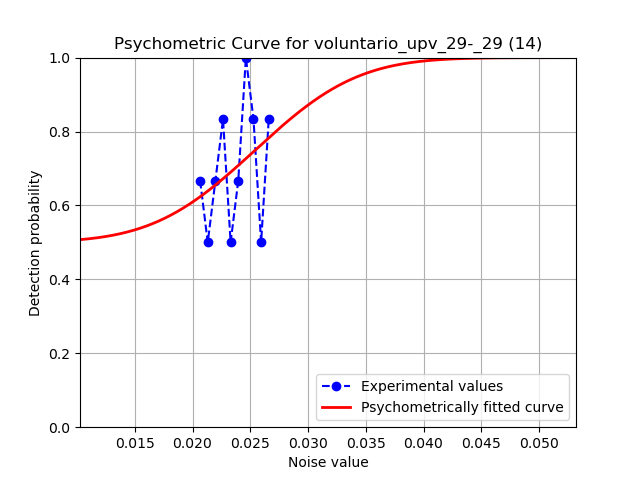 Psychometric Curve for voluntario_upv_29-_29 (14)
1.0
0.8
0.6
0.4
0.2
0.0
Detection probability
0.015 0.020 0.025 0.030 0.035 0.040 0.045 0.050
Noise value
Experimental values
Psychometrically fitted curve